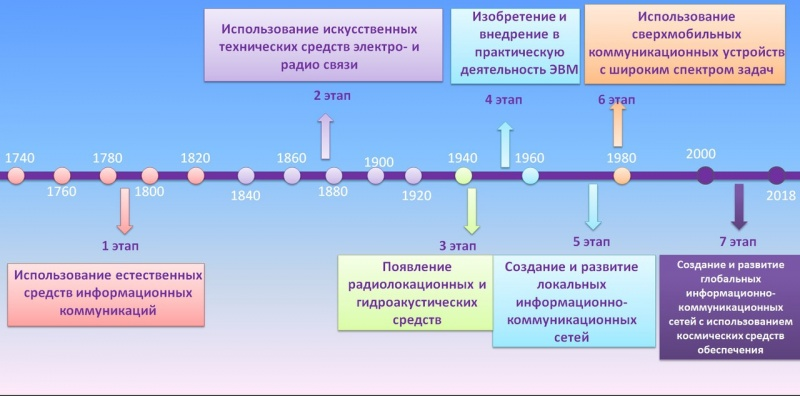 Использование искусственных
технических средств электро- и
радио связи
2 этап
Изобретение и
внедрение в
практическую
деятельность ЭВМ
4 этап
Использование
сверхмобильных
коммуникационных устройств
с широким спектром задач
6 этап
1740
1760
1780
1800
1820
1840
1860
1880
1900
1920
1940
1960
1980
2000
2018
1 этап
Использование естественных
средств информационных
коммуникаций
3 этап
Появление
радиолокационных и
гидроакустических
средств
5 этап
Создание и развитие
локальных
информационно-
коммуникационных
сетей
7 этап
Создание и развитие
глобальных
информационно-
коммуникационных
сетей с использованием
космических средств
обеспечения